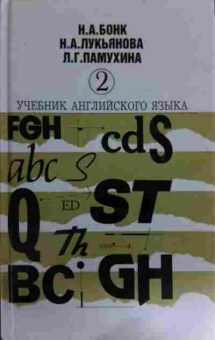 Н.А.БОНК
Н.А.ЛУКЬЯНОВА
Л.Г.ПАМУХИНА
2
УЧЕБНИК АНГЛИЙСКОГО ЯЗЫКА
FGH cdS
abc S
ED ST
Q Th
BC GH